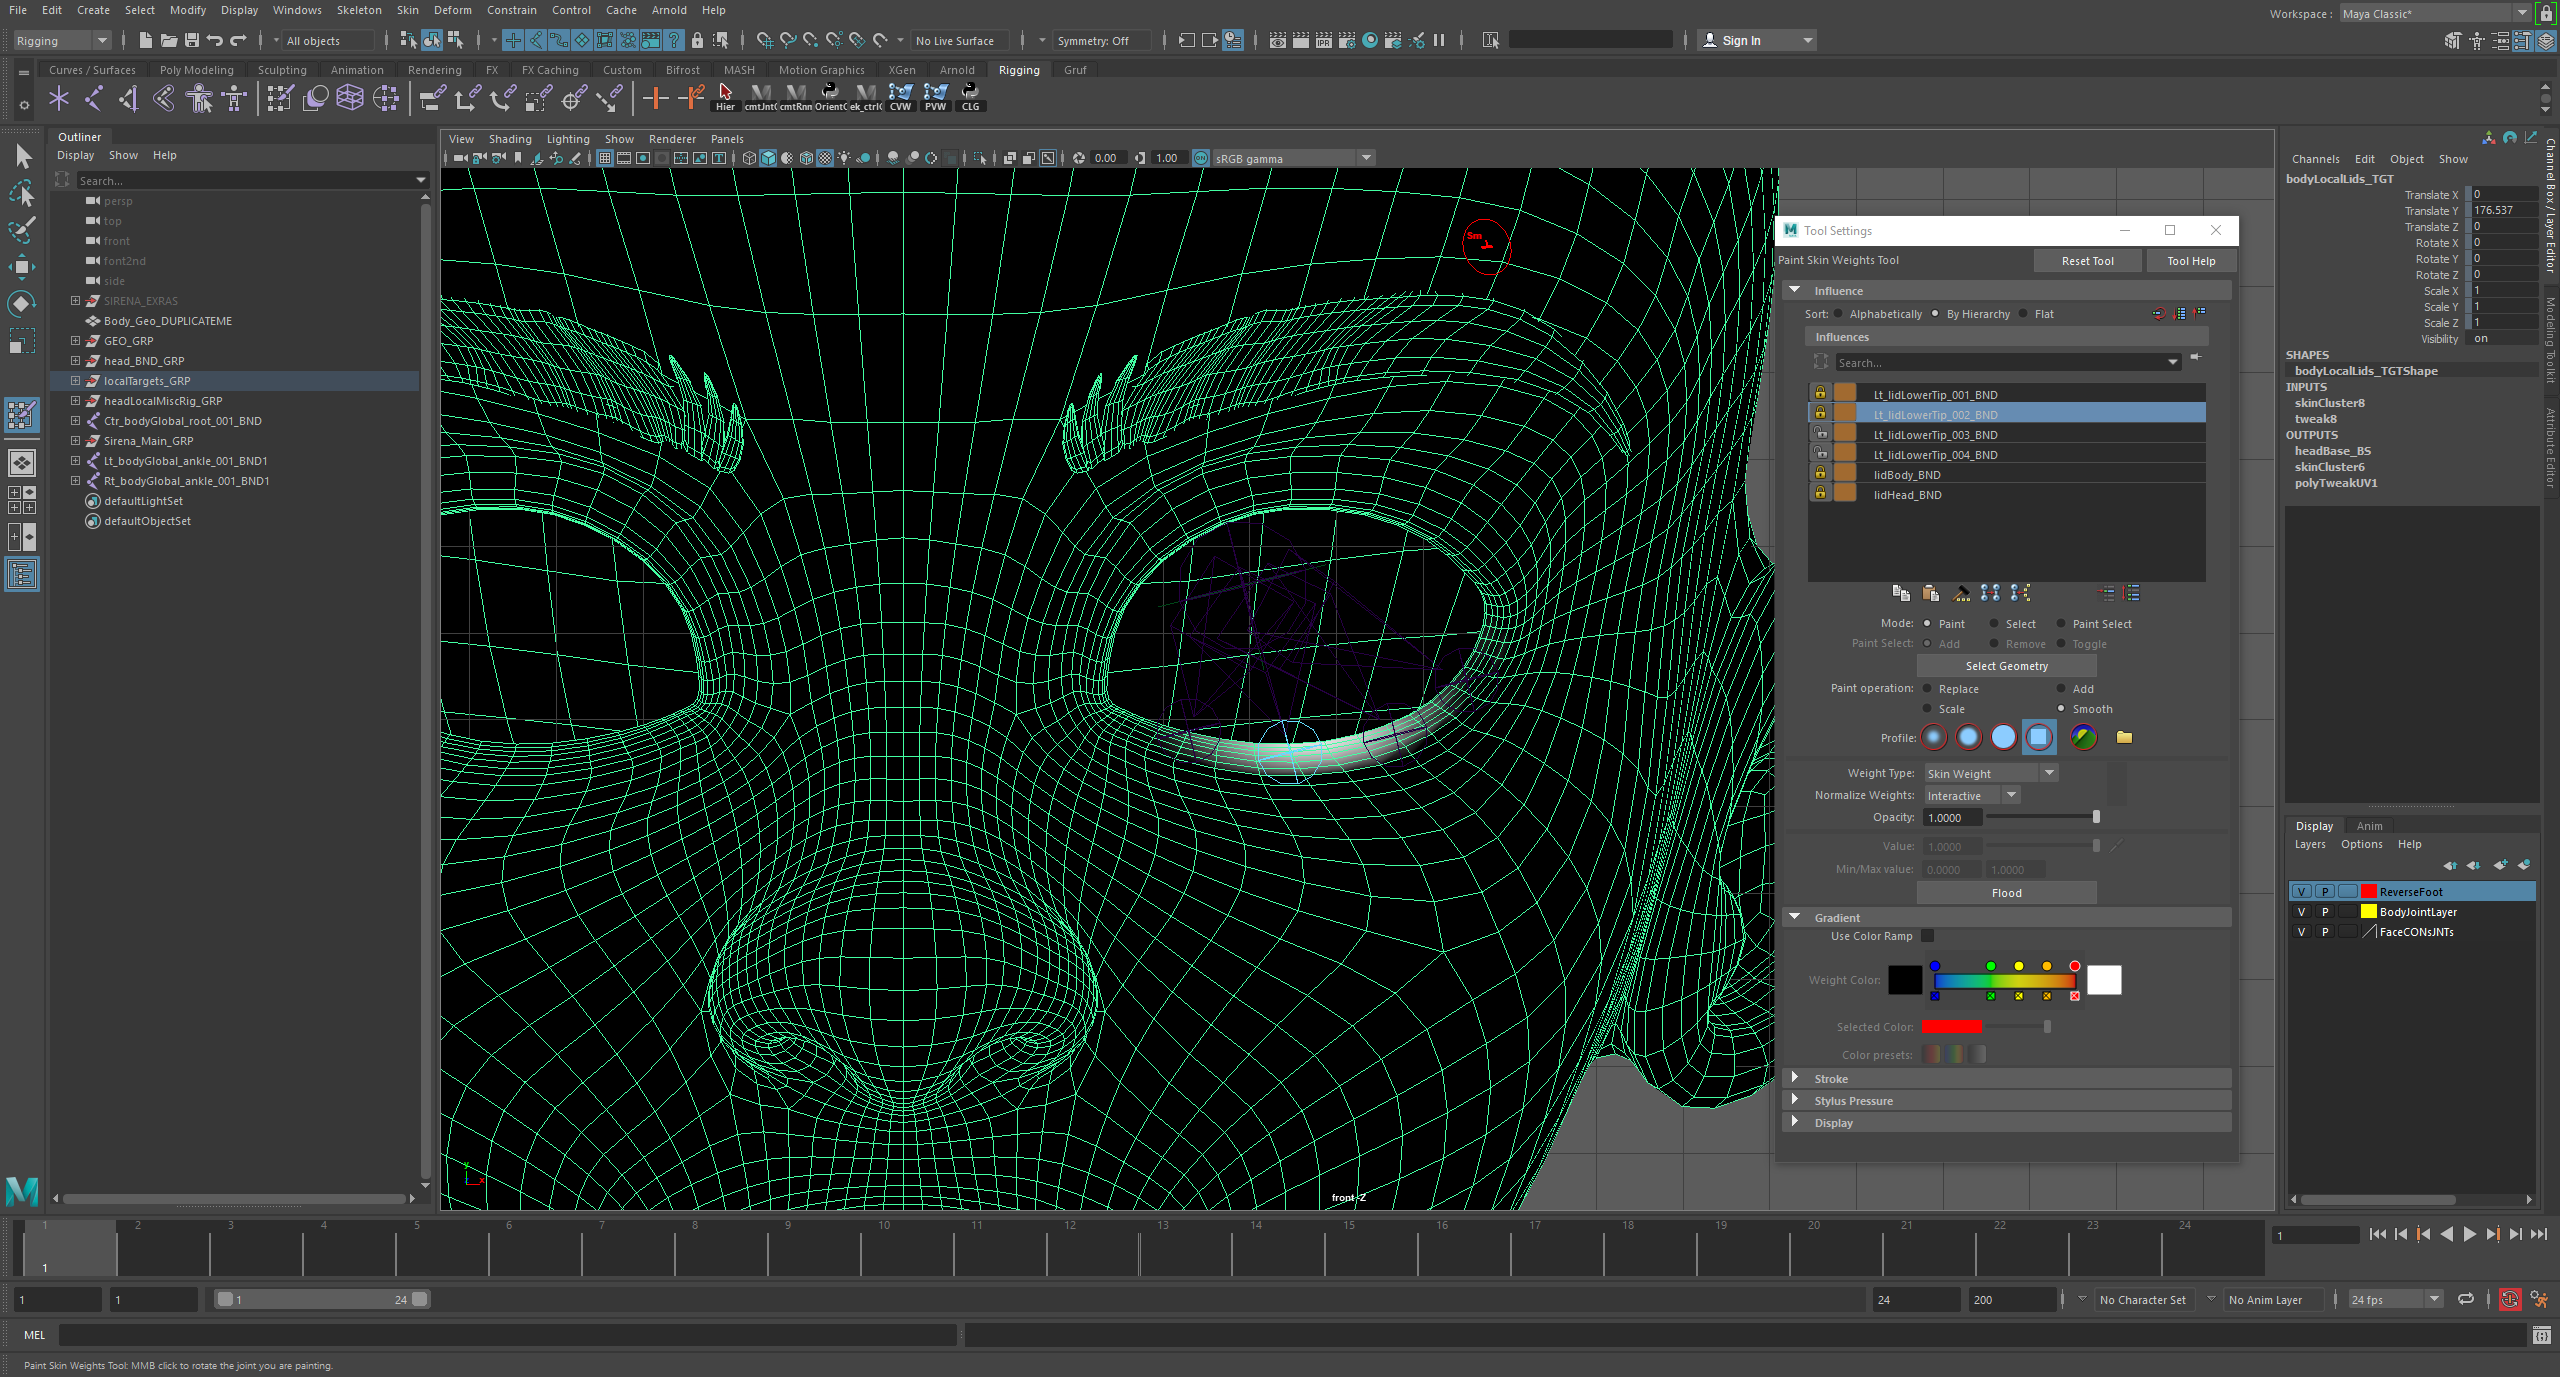 File Edit Create Select Modify Display Windows Skeleton Skin Deform Constrain Control Cache Arnold Help
Workspace : Maya Classic*
Rigging All objects No Live Surface Symmetry: Off Sign In
Curves / Surfaces Poly Modeling Sculpting Animation Rendering FX FX Caching Custom Bifrost MASH Motion Graphics XGen Arnold Rigging Gruf
Hier cmtJntO cmtRnn OrientC ek_ctrlC CVW PVW CLG
Outliner
Display Show Help
Search...
persp
top
front
font2nd
side
SIRENA_EXRAS
Body_Geo_DUPLICATEME
GEO_GRP
head_BND_GRP
localTargets_GRP
headLocalMiscRig_GRP
Ctr_bodyGlobal_root_001_BND
Sirena_Main_GRP
Lt_bodyGlobal_ankle_001_BND1
Rt_bodyGlobal_ankle_001_BND1
defaultLightSet
defaultObjectSet
View Shading Lighting Show Renderer Panels
0.00 1.00 ON sRGB gamma
Sm
front -Z
Tool Settings
Paint Skin Weights Tool Reset Tool Tool Help
Influence
Sort: Alphabetically By Hierarchy Flat
Influences
Search...
Lt_lidLowerTip_001_BND
Lt_lidLowerTip_002_BND
Lt_lidLowerTip_003_BND
Lt_lidLowerTip_004_BND
lidBody_BND
lidHead_BND
Mode: Paint Select Paint Select
Paint Select: Add Remove Toggle
Select Geometry
Paint operation: Replace Add
Scale Smooth
Profile:
Weight Type: Skin Weight
Normalize Weights: Interactive
Opacity: 1.0000
Value: 1.0000
Min/Max value: 0.0000 1.0000
Flood
Gradient
Use Color Ramp
Weight Color:
Selected Color:
Color presets:
Stroke
Stylus Pressure
Display
Channels Edit Object Show
bodyLocalLids_TGT
Translate X 0
Translate Y 176.537
Translate Z 0
Rotate X 0
Rotate Y 0
Rotate Z 0
Scale X 1
Scale Y 1
Scale Z 1
Visibility on
SHAPES
bodyLocalLids_TGTShape
INPUTS
skinCluster8
tweak8
OUTPUTS
headBase_BS
skinCluster6
polyTweakUV1
Channel Box / Layer Editor
Modeling Toolkit
Attribute Editor
Display Anim
Layers Options Help
V P ReverseFoot
V P BodyJointLayer
V P FaceCONsJNTs
1 2 3 4 5 6 7 8 9 10 11 12 13 14 15 16 17 18 19 20 21 22 23 24
1
1
1 1 1 24 24 200 No Character Set No Anim Layer 24 fps
MEL
Paint Skin Weights Tool: MMB click to rotate the joint you are painting.